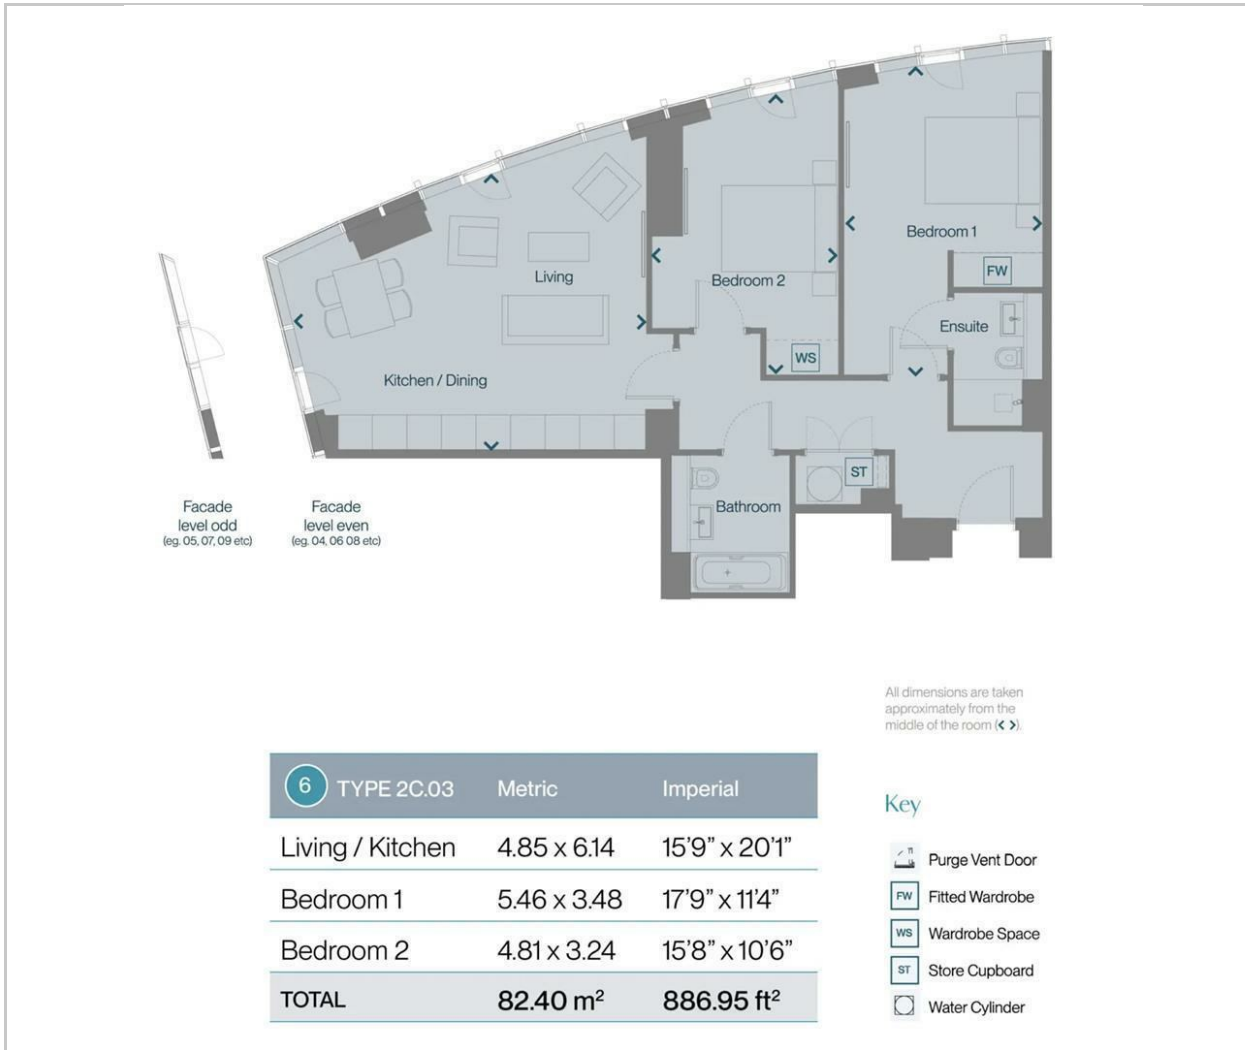 Bedroom 1
FW
Living
Bedroom 2
Ensuite
WS
Kitchen / Dining
ST
Bathroom
Facade
level odd
(eg. 05, 07, 09 etc)
Facade
level even
(eg. 04, 06 08 etc)
All dimensions are taken
approximately from the
middle of the room (< >).
6 TYPE 2C.03 Metric Imperial
Living / Kitchen 4.85 x 6.14 15'9" x 20'1"
Bedroom 1 5.46 x 3.48 17'9" x 11'4"
Bedroom 2 4.81 x 3.24 15'8" x 10'6"
TOTAL 82.40 m² 886.95 ft²
Key
Purge Vent Door
FW Fitted Wardrobe
WS Wardrobe Space
ST Store Cupboard
Water Cylinder